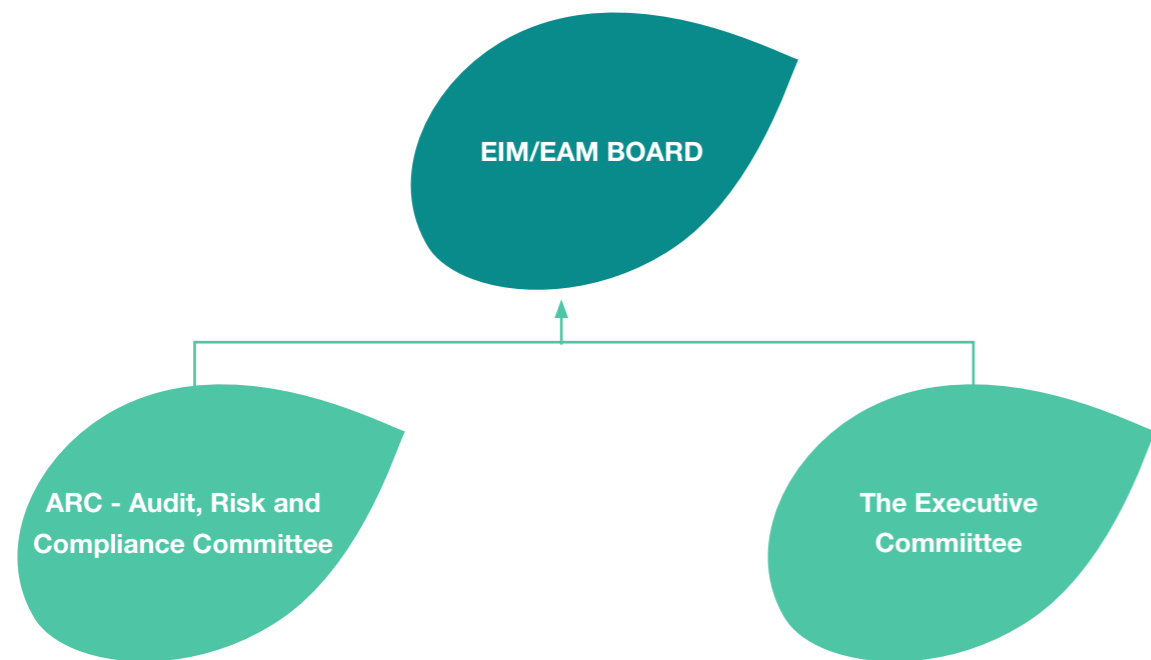 EIM/EAM BOARD
ARC - Audit, Risk and
Compliance Committee
The Executive
Commiittee